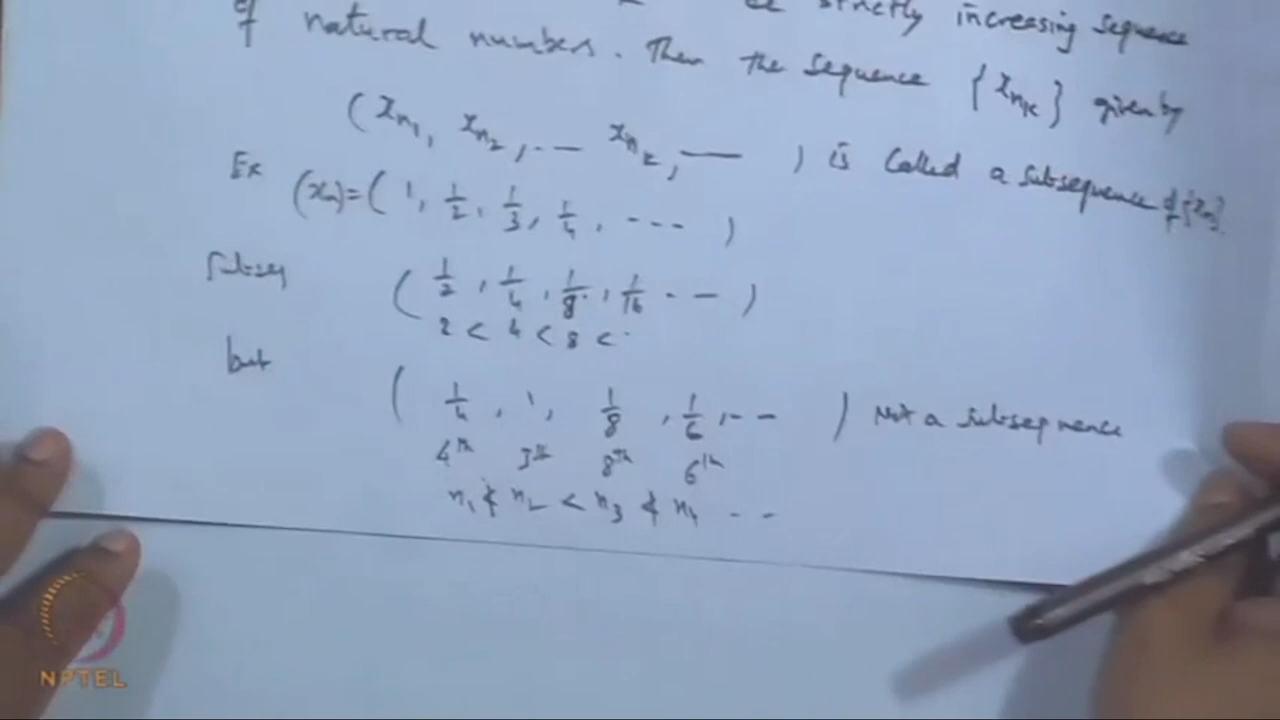 strictly increasing sequence
of natural numbers. Then the sequence {x_{n_k}} given by
(x_{n_1}, x_{n_2}, .. — x_{n_k}, — ) is called a subsequence of {x_n}.
Ex (x_n) = ( 1, 1/2, 1/3, 1/4, - - - )
Subseq ( 1/2, 1/4, 1/8, 1/16 - — )
2 < 4 < 8 < .
but ( 1/4, 1, 1/8, 1/6, - - ) Not a subsequence
4th 3th 8th 6th
n_1 ≮ n_2 < n_3 ≮ n_4 - -
NPTEL